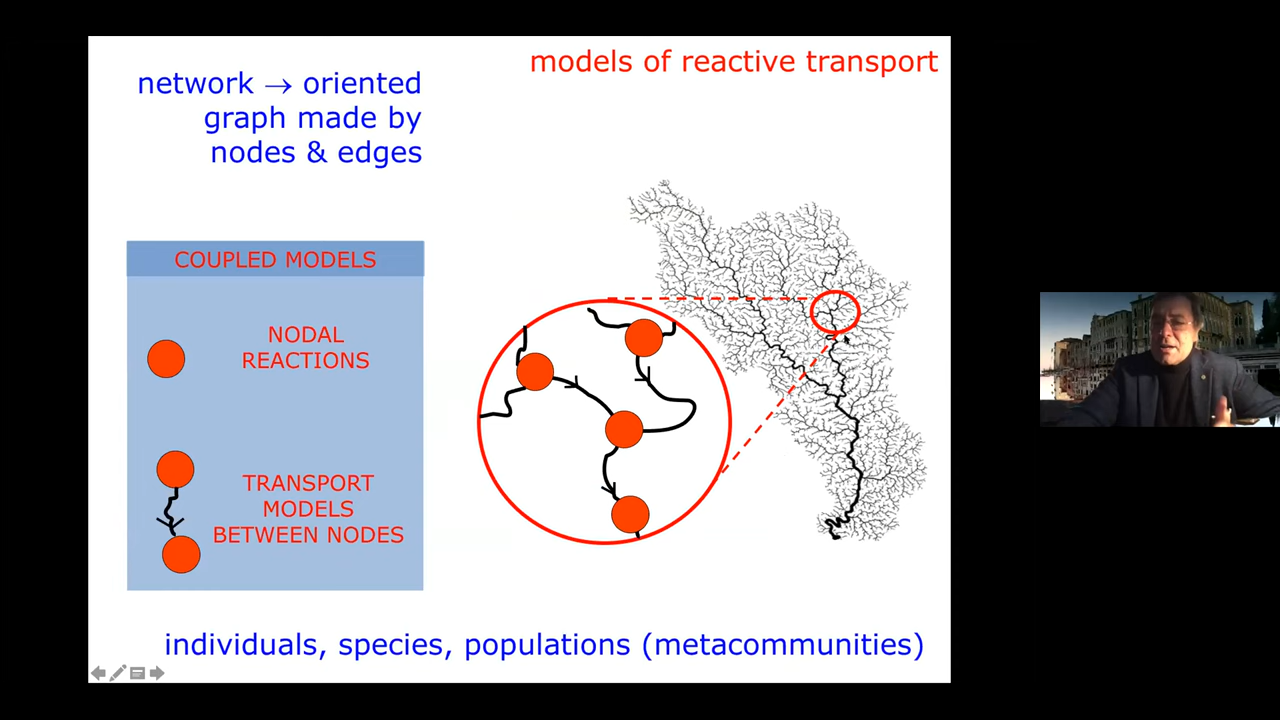 models of reactive transport
network → oriented
graph made by
nodes & edges
COUPLED MODELS
NODAL
REACTIONS
TRANSPORT
MODELS
BETWEEN NODES
individuals, species, populations (metacommunities)